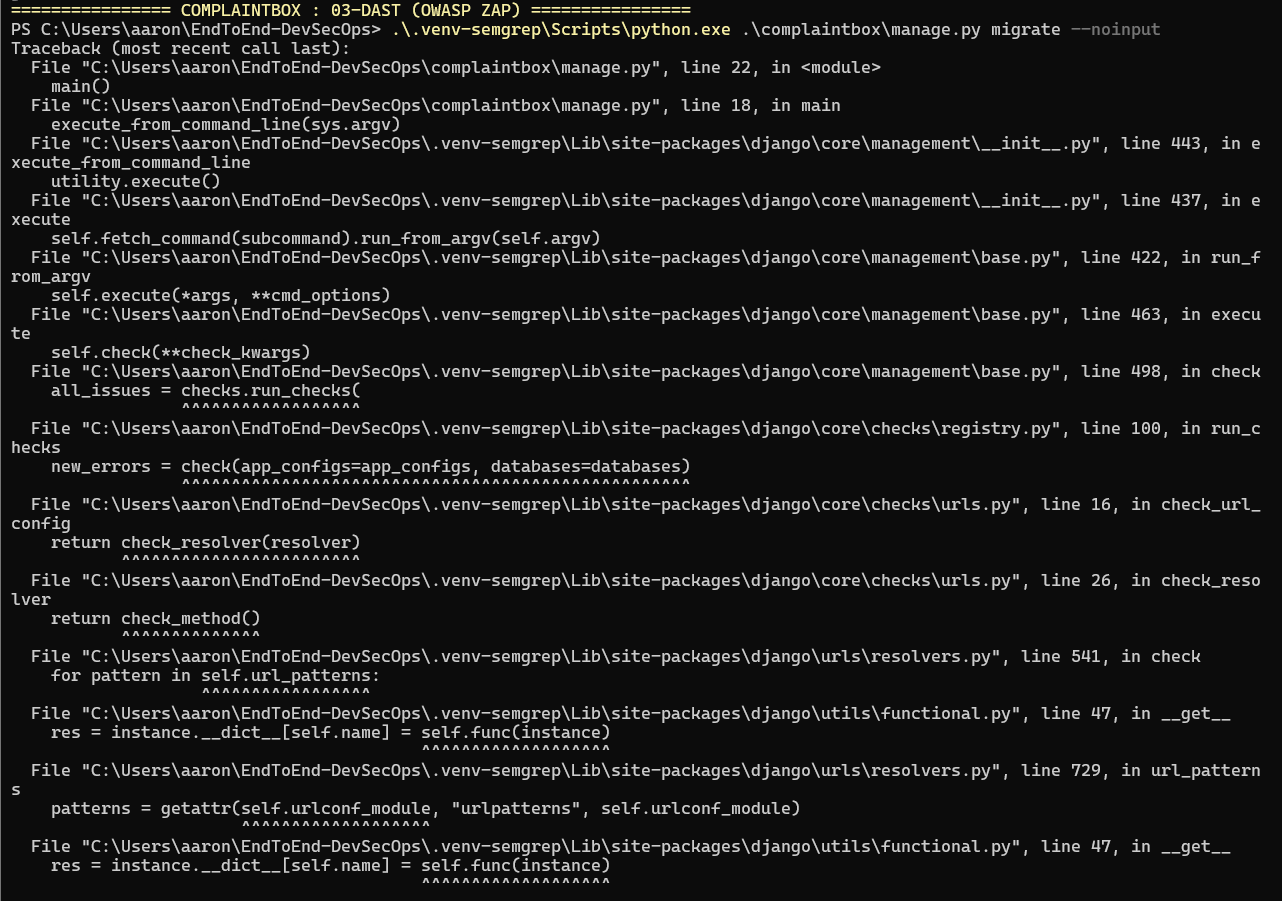 ================ COMPLAINTBOX : 03-DAST (OWASP ZAP) ================
PS C:\Users\aaron\EndToEnd-DevSecOps> .\.venv-semgrep\Scripts\python.exe .\complaintbox\manage.py migrate --noinput
Traceback (most recent call last):
  File "C:\Users\aaron\EndToEnd-DevSecOps\complaintbox\manage.py", line 22, in <module>
    main()
  File "C:\Users\aaron\EndToEnd-DevSecOps\complaintbox\manage.py", line 18, in main
    execute_from_command_line(sys.argv)
  File "C:\Users\aaron\EndToEnd-DevSecOps\.venv-semgrep\Lib\site-packages\django\core\management\__init__.py", line 443, in e
xecute_from_command_line
    utility.execute()
  File "C:\Users\aaron\EndToEnd-DevSecOps\.venv-semgrep\Lib\site-packages\django\core\management\__init__.py", line 437, in e
xecute
    self.fetch_command(subcommand).run_from_argv(self.argv)
  File "C:\Users\aaron\EndToEnd-DevSecOps\.venv-semgrep\Lib\site-packages\django\core\management\base.py", line 422, in run_f
rom_argv
    self.execute(*args, **cmd_options)
  File "C:\Users\aaron\EndToEnd-DevSecOps\.venv-semgrep\Lib\site-packages\django\core\management\base.py", line 463, in execu
te
    self.check(**check_kwargs)
  File "C:\Users\aaron\EndToEnd-DevSecOps\.venv-semgrep\Lib\site-packages\django\core\management\base.py", line 498, in check
    all_issues = checks.run_checks(
                 ^^^^^^^^^^^^^^^^^^
  File "C:\Users\aaron\EndToEnd-DevSecOps\.venv-semgrep\Lib\site-packages\django\core\checks\registry.py", line 100, in run_c
hecks
    new_errors = check(app_configs=app_configs, databases=databases)
                 ^^^^^^^^^^^^^^^^^^^^^^^^^^^^^^^^^^^^^^^^^^^^^^^^^^^
  File "C:\Users\aaron\EndToEnd-DevSecOps\.venv-semgrep\Lib\site-packages\django\core\checks\urls.py", line 16, in check_url_
config
    return check_resolver(resolver)
           ^^^^^^^^^^^^^^^^^^^^^^^^
  File "C:\Users\aaron\EndToEnd-DevSecOps\.venv-semgrep\Lib\site-packages\django\core\checks\urls.py", line 26, in check_reso
lver
    return check_method()
           ^^^^^^^^^^^^^^
  File "C:\Users\aaron\EndToEnd-DevSecOps\.venv-semgrep\Lib\site-packages\django\urls\resolvers.py", line 541, in check
    for pattern in self.url_patterns:
                   ^^^^^^^^^^^^^^^^^
  File "C:\Users\aaron\EndToEnd-DevSecOps\.venv-semgrep\Lib\site-packages\django\utils\functional.py", line 47, in __get__
    res = instance.__dict__[self.name] = self.func(instance)
                                         ^^^^^^^^^^^^^^^^^^^
  File "C:\Users\aaron\EndToEnd-DevSecOps\.venv-semgrep\Lib\site-packages\django\urls\resolvers.py", line 729, in url_pattern
s
    patterns = getattr(self.urlconf_module, "urlpatterns", self.urlconf_module)
                       ^^^^^^^^^^^^^^^^^^^
  File "C:\Users\aaron\EndToEnd-DevSecOps\.venv-semgrep\Lib\site-packages\django\utils\functional.py", line 47, in __get__
    res = instance.__dict__[self.name] = self.func(instance)
                                         ^^^^^^^^^^^^^^^^^^^